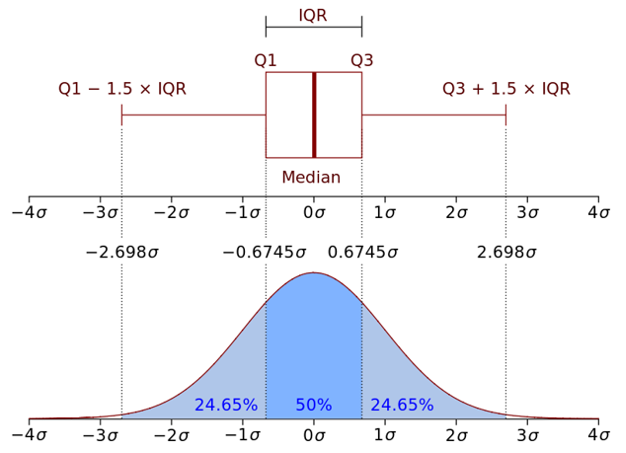 IQR
Q1 Q3
Q1 − 1.5 × IQR Q3 + 1.5 × IQR
Median
−4σ −3σ −2σ −1σ 0σ 1σ 2σ 3σ 4σ
−2.698σ −0.6745σ 0.6745σ 2.698σ
24.65% 50% 24.65%
−4σ −3σ −2σ −1σ 0σ 1σ 2σ 3σ 4σ